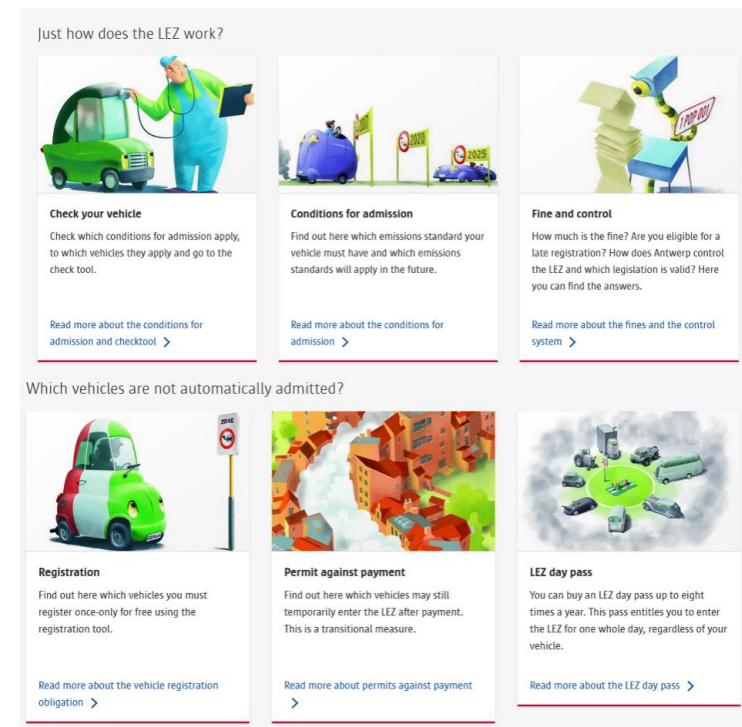 Just how does the LEZ work?
2017
2020
2025
1 POP 001
Check your vehicle
Check which conditions for admission apply,
to which vehicles they apply and go to the
check tool.
Read more about the conditions for
admission and checktool
Conditions for admission
Find out here which emissions standard your
vehicle must have and which emissions
standards will apply in the future.
Read more about the conditions for
admission
Fine and control
How much is the fine? Are you eligible for a
late registration? How does Antwerp control
the LEZ and which legislation is valid? Here
you can find the answers.
Read more about the fines and the control
system
Which vehicles are not automatically admitted?
ZONE
Registration
Find out here which vehicles you must
register once-only for free using the
registration tool.
Read more about the vehicle registration
obligation
Permit against payment
Find out here which vehicles may still
temporarily enter the LEZ after payment.
This is a transitional measure.
Read more about permits against payment
LEZ day pass
You can buy an LEZ day pass up to eight
times a year. This pass entitles you to enter
the LEZ for one whole day, regardless of your
vehicle.
Read more about the LEZ day pass